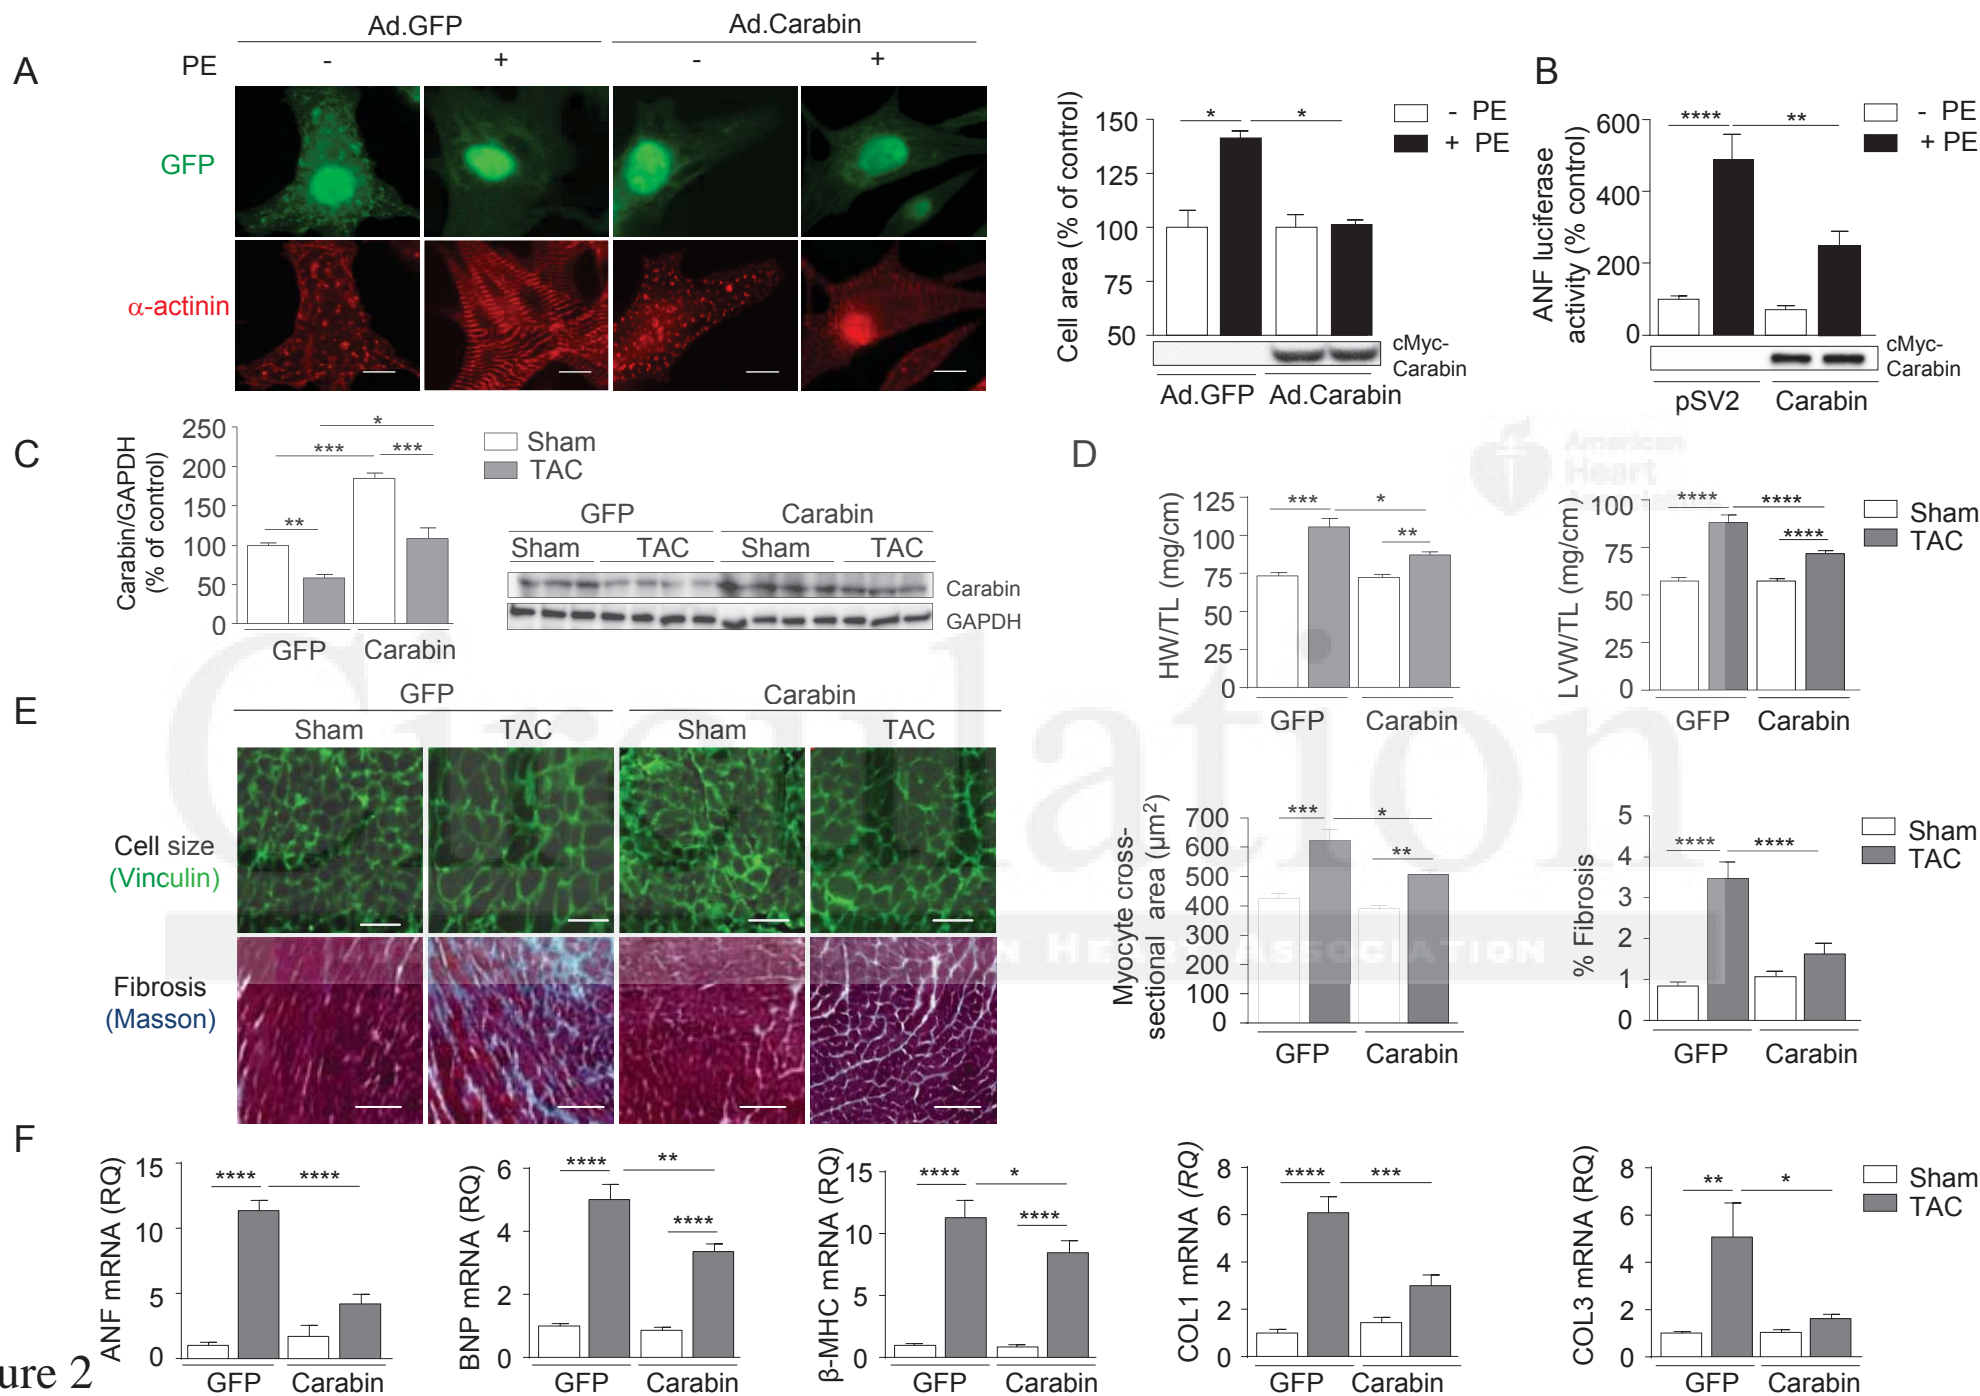 Ad.GFP Ad.Carabin
A PE - + - +
GFP
α-actinin
Cell area (% of control)
150
125
100
75
50
* *
- PE
+ PE
cMyc-
Carabin
Ad.GFP Ad.Carabin
B
ANF luciferase
activity (% control)
600
400
200
0
**** **
- PE
+ PE
cMyc-
Carabin
pSV2 Carabin
C
Carabin/GAPDH
(% of control)
250
200
150
100
50
0
*
*** ***
**
GFP Carabin
Sham
TAC
GFP Carabin
Sham TAC Sham TAC
Carabin
GAPDH
D
HW/TL (mg/cm)
125
100
75
50
25
0
*** *
**
GFP Carabin
LVW/TL (mg/cm)
100
75
50
25
0
**** ****
****
GFP Carabin
Sham
TAC
American
Heart
Circulation
E
GFP Carabin
Sham TAC Sham TAC
Cell size
(Vinculin)
Fibrosis
(Masson)
Myocyte cross-
sectional area (µm²)
700
600
500
400
300
200
100
0
*** *
**
GFP Carabin
% Fibrosis
5
4
3
2
1
0
**** ****
GFP Carabin
Sham
TAC
N HEART ASSOCIATION
F
ANF mRNA (RQ)
15
10
5
0
**** ****
GFP Carabin
BNP mRNA (RQ)
6
4
2
0
**** **
****
GFP Carabin
β-MHC mRNA (RQ)
15
10
5
0
**** *
****
GFP Carabin
COL1 mRNA (RQ)
8
6
4
2
0
**** ***
GFP Carabin
COL3 mRNA (RQ)
8
6
4
2
0
** *
GFP Carabin
Sham
TAC
ure 2